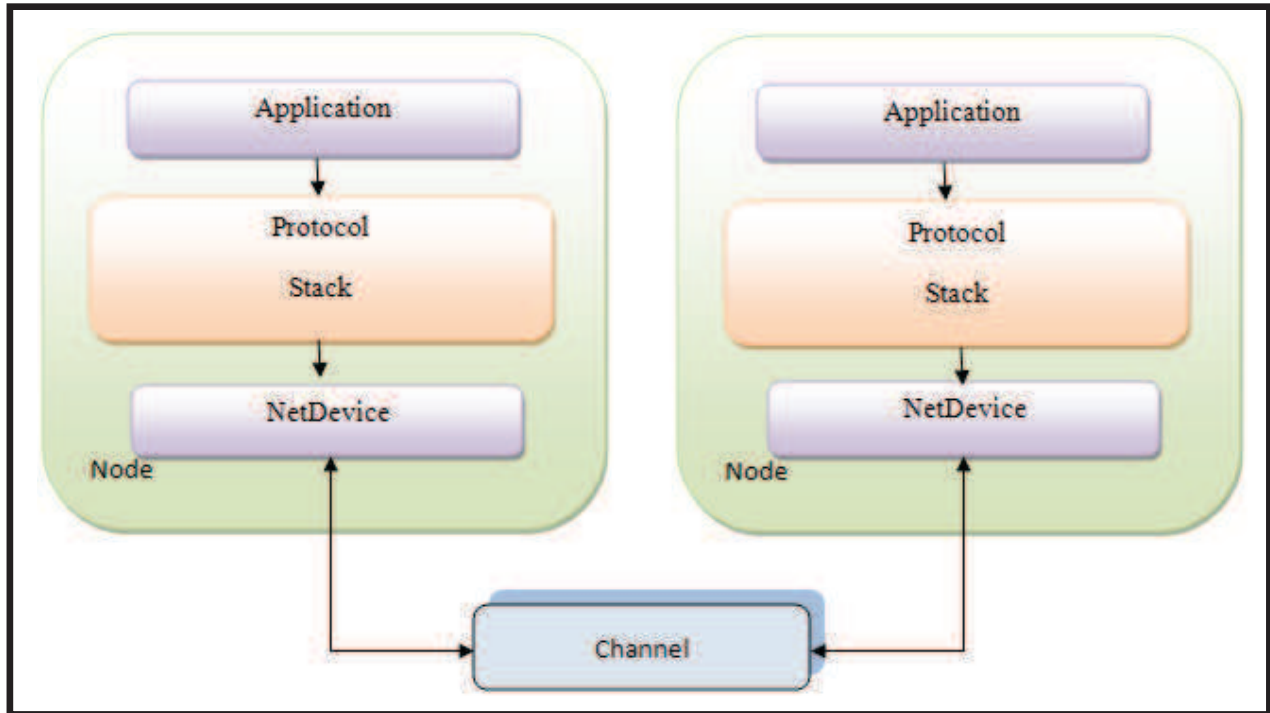 Application
Protocol
Stack
NetDevice
Node
Application
Protocol
Stack
NetDevice
Node
Channel